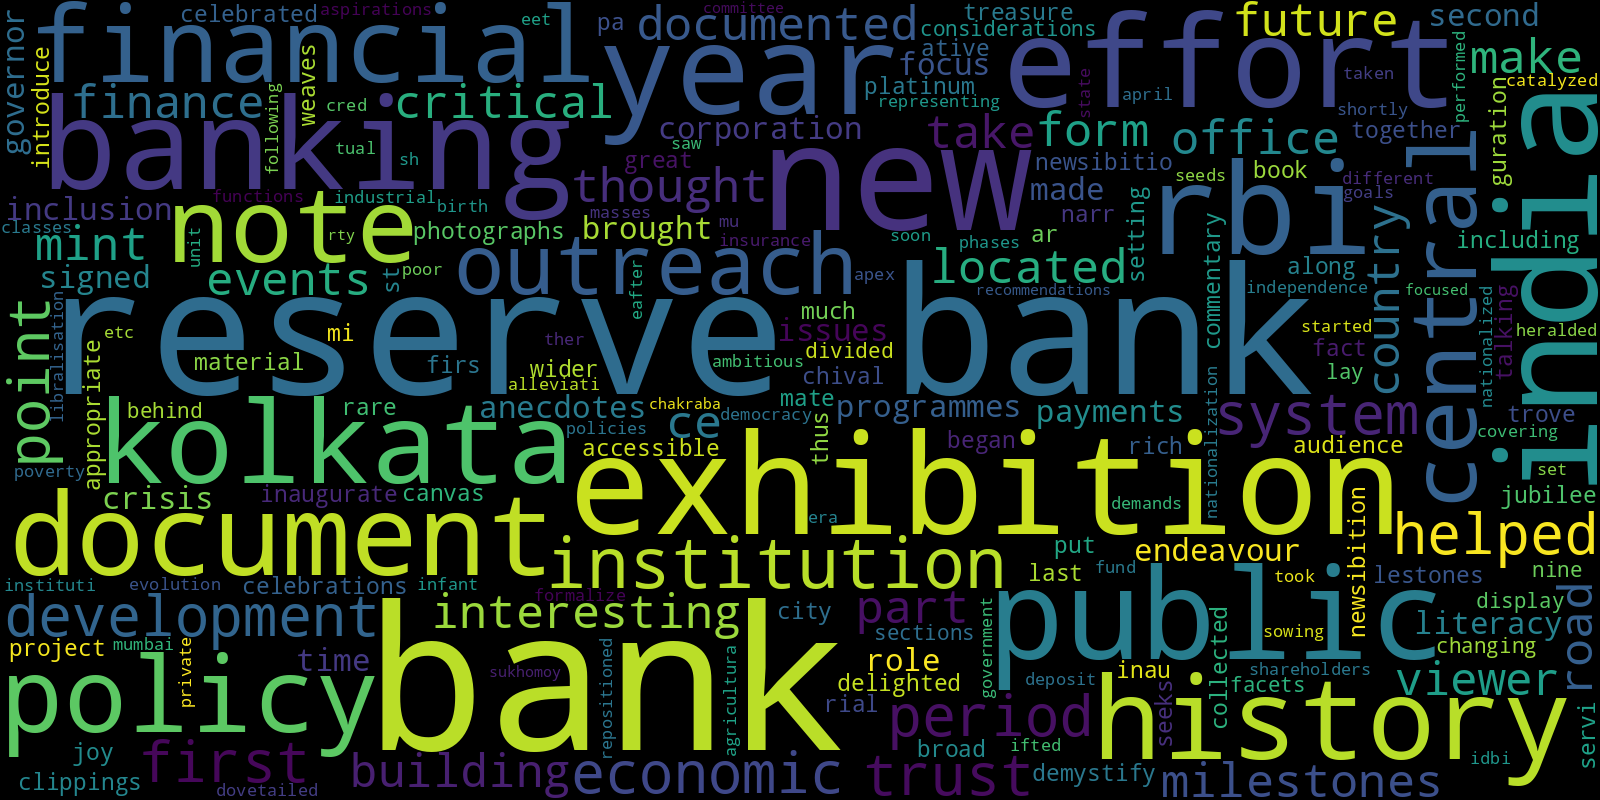 governor
celebrated
aspirations
eet
pa
documented
committee
treasure
considerations
future
second
financial
year
effort
make
introduce
weaves
ative
focus
platinum
representing
state
april
taken
shortly
performed
catalyzed
finance
following
cred
critical
corporation
take
form
office
together
guration
india
banking
tual
sh
saw
great
new
newsibitio
book
different
goals
central
thought
made
seeds
rbi
inclusion
functions
industrial
birth
masses
mu
narr
classes
note
rty
photographs
brought
insurance
soon
phases
ar
setting
commentary
country
including
mint
unit
signed
events
st
poor
outreach
eafter
apex
located
along
independence
focused
recommendations
nationalized
talking
reserve bank
point
libralisation
etc
mi
ther
much
issues
started
heralded
material
firs
wider
ambitious
divided
fact
appropriate
alleviati
chival
lay
kolkata
behind
rare
anecdotes
chakraba
mate
ce
democracy
programmes
payments
system
trove
policies
accessible
thus
began
rich
nationalization
audience
covering
poverty
exhibition
set
crisis
inaugurate
canvas
demands
jubilee
document
era
newsibition
helped
institution
put
endeavour
instituti
evolution
celebrations
infant
last
fund
took
lestones
nine
formalize
development
interesting
city
part
public
display
sections
government
sowing
collected
literacy
road
project
mumbai
private
time
bank
repositioned
agricultura
role
changing
sukhomoy
inau
shareholders
policy
delighted
deposit
facets
viewer
rial
period
seeks
history
joy
first
broad
ifted
servi
clippings
building
economic
trust
demystify
milestones
idbi
dovetailed